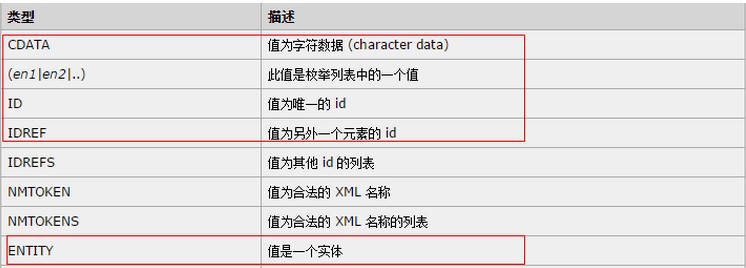 类型 描述
CDATA 值为字符数据 (character data)
(en1|en2|..) 此值是枚举列表中的一个值
ID 值为唯一的 id
IDREF 值为另外一个元素的 id
IDREFS 值为其他 id 的列表
NMTOKEN 值为合法的 XML 名称
NMTOKENS 值为合法的 XML 名称的列表
ENTITY 值是一个实体